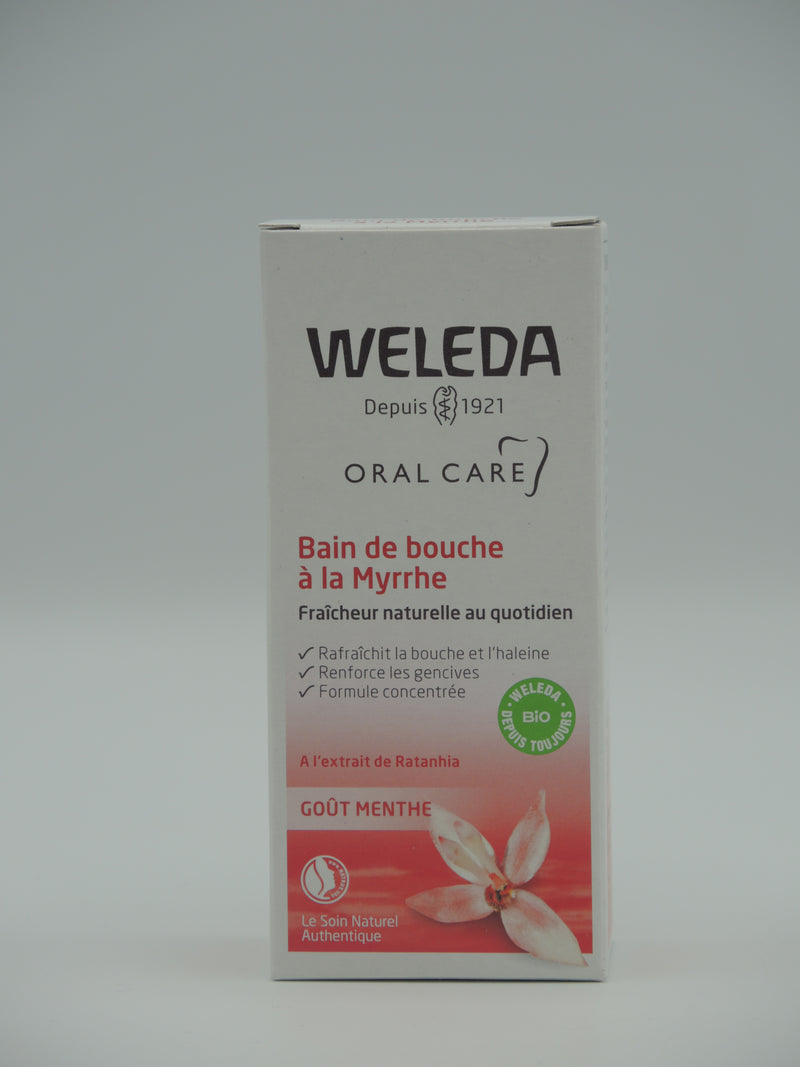 WELEDA
Depuis 1921
ORAL CARE
Bain de bouche
à la Myrrhe
Fraîcheur naturelle au quotidien
Rafraîchit la bouche et l'haleine
Renforce les gencives
Formule concentrée
WELEDA
BIO
DEPUIS TOUJOURS
A l'extrait de Ratanhia
GOÛT MENTHE
Le Soin Naturel
Authentique